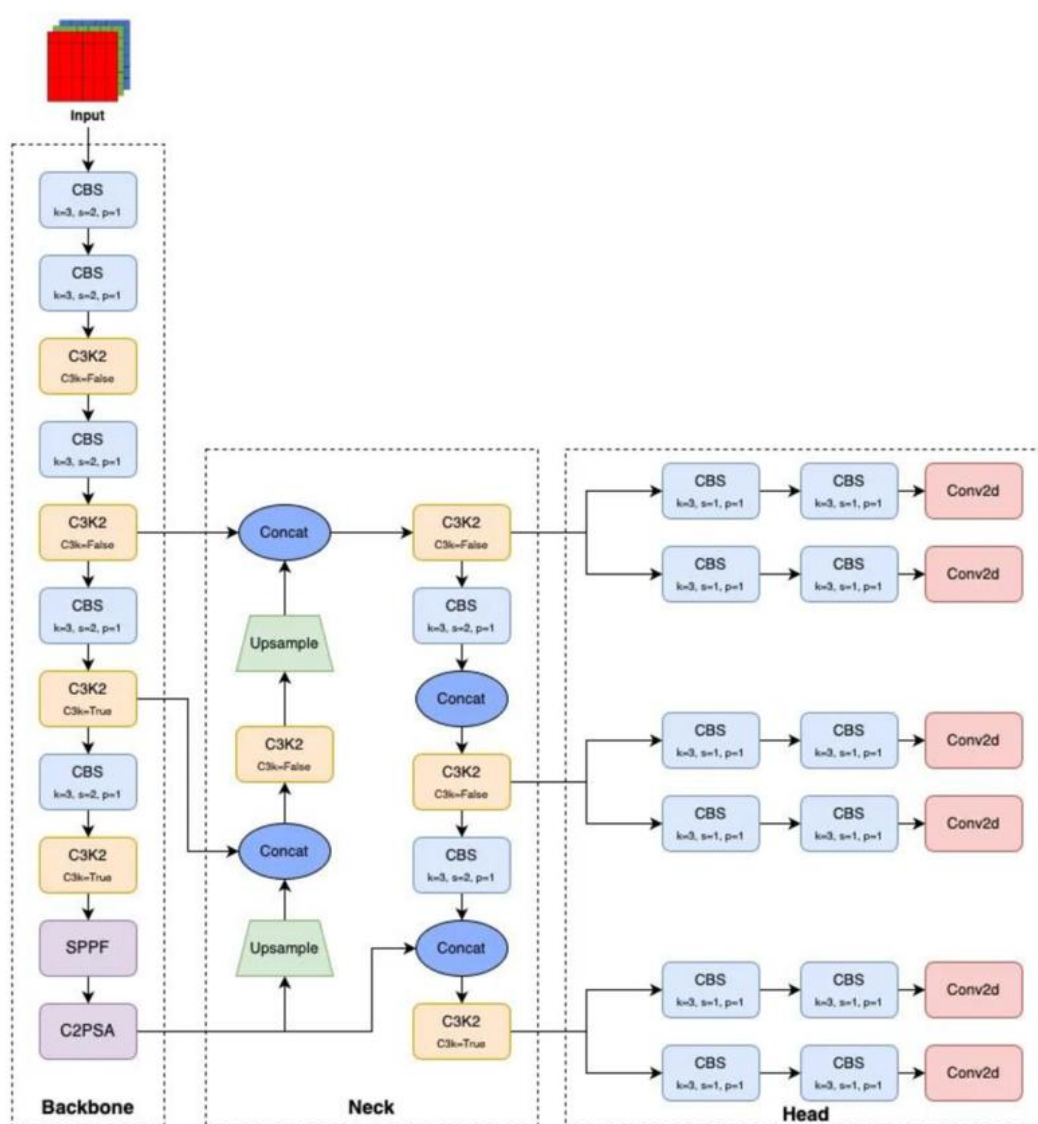 Input
CBS
k=3, s=2, p=1
CBS
k=3, s=2, p=1
C3K2
C3k=False
CBS
k=3, s=2, p=1
C3K2
C3k=False
CBS
k=3, s=2, p=1
C3K2
C3k=True
CBS
k=3, s=2, p=1
C3K2
C3k=True
SPPF
C2PSA
Backbone
Concat
Upsample
C3K2
C3k=False
Concat
Upsample
C3K2
C3k=False
CBS
k=3, s=2, p=1
Concat
C3K2
C3k=False
CBS
k=3, s=2, p=1
Concat
C3K2
C3k=True
Neck
CBS
k=3, s=1, p=1
CBS
k=3, s=1, p=1
Conv2d
CBS
k=3, s=1, p=1
CBS
k=3, s=1, p=1
Conv2d
CBS
k=3, s=1, p=1
CBS
k=3, s=1, p=1
Conv2d
CBS
k=3, s=1, p=1
CBS
k=3, s=1, p=1
Conv2d
CBS
k=3, s=1, p=1
CBS
k=3, s=1, p=1
Conv2d
CBS
k=3, s=1, p=1
CBS
k=3, s=1, p=1
Conv2d
Head